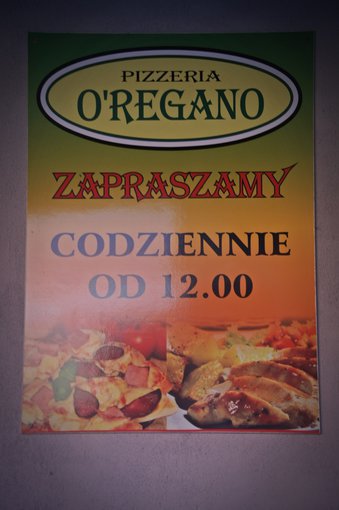 PIZZERIA
O'REGANO
ZAPRASZAMY
CODZIENNIE
OD 12.00